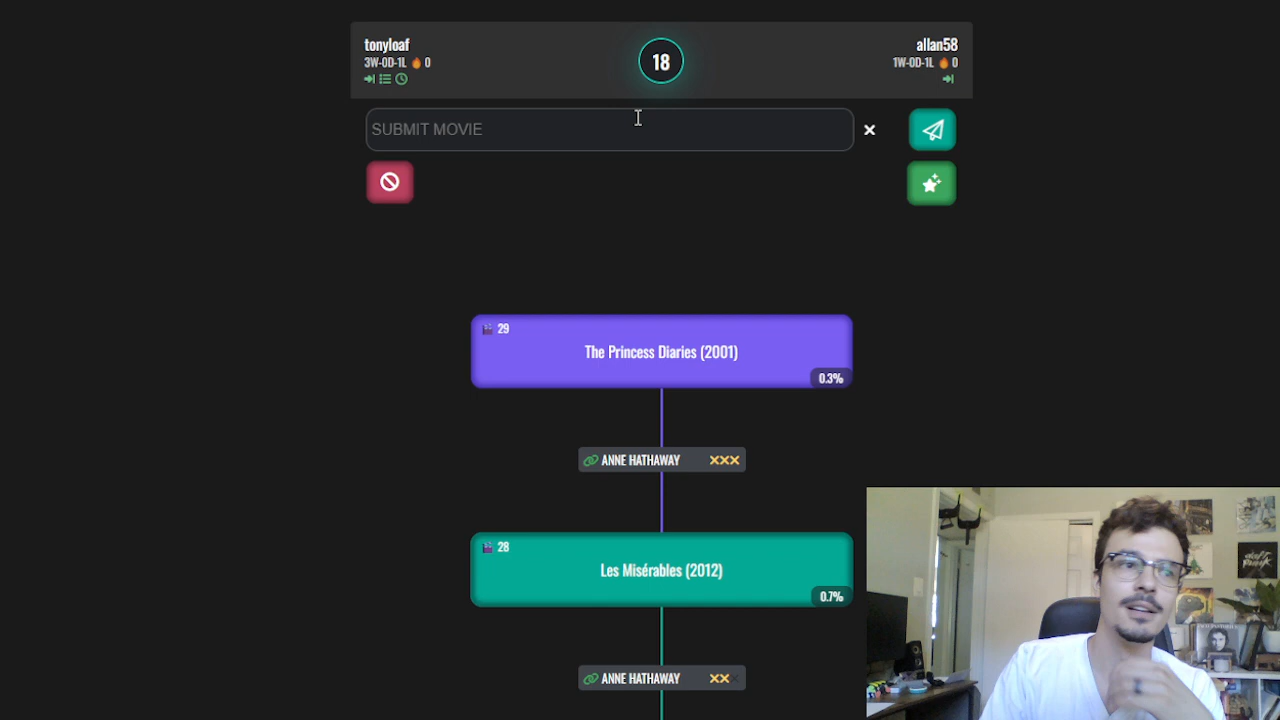 tonyloaf
3W-0D-1L 🔥 0
18
allan58
1W-0D-1L 🔥 0
SUBMIT MOVIE
29
The Princess Diaries (2001)
0.3%
ANNE HATHAWAY
28
Les Misérables (2012)
0.7%
ANNE HATHAWAY